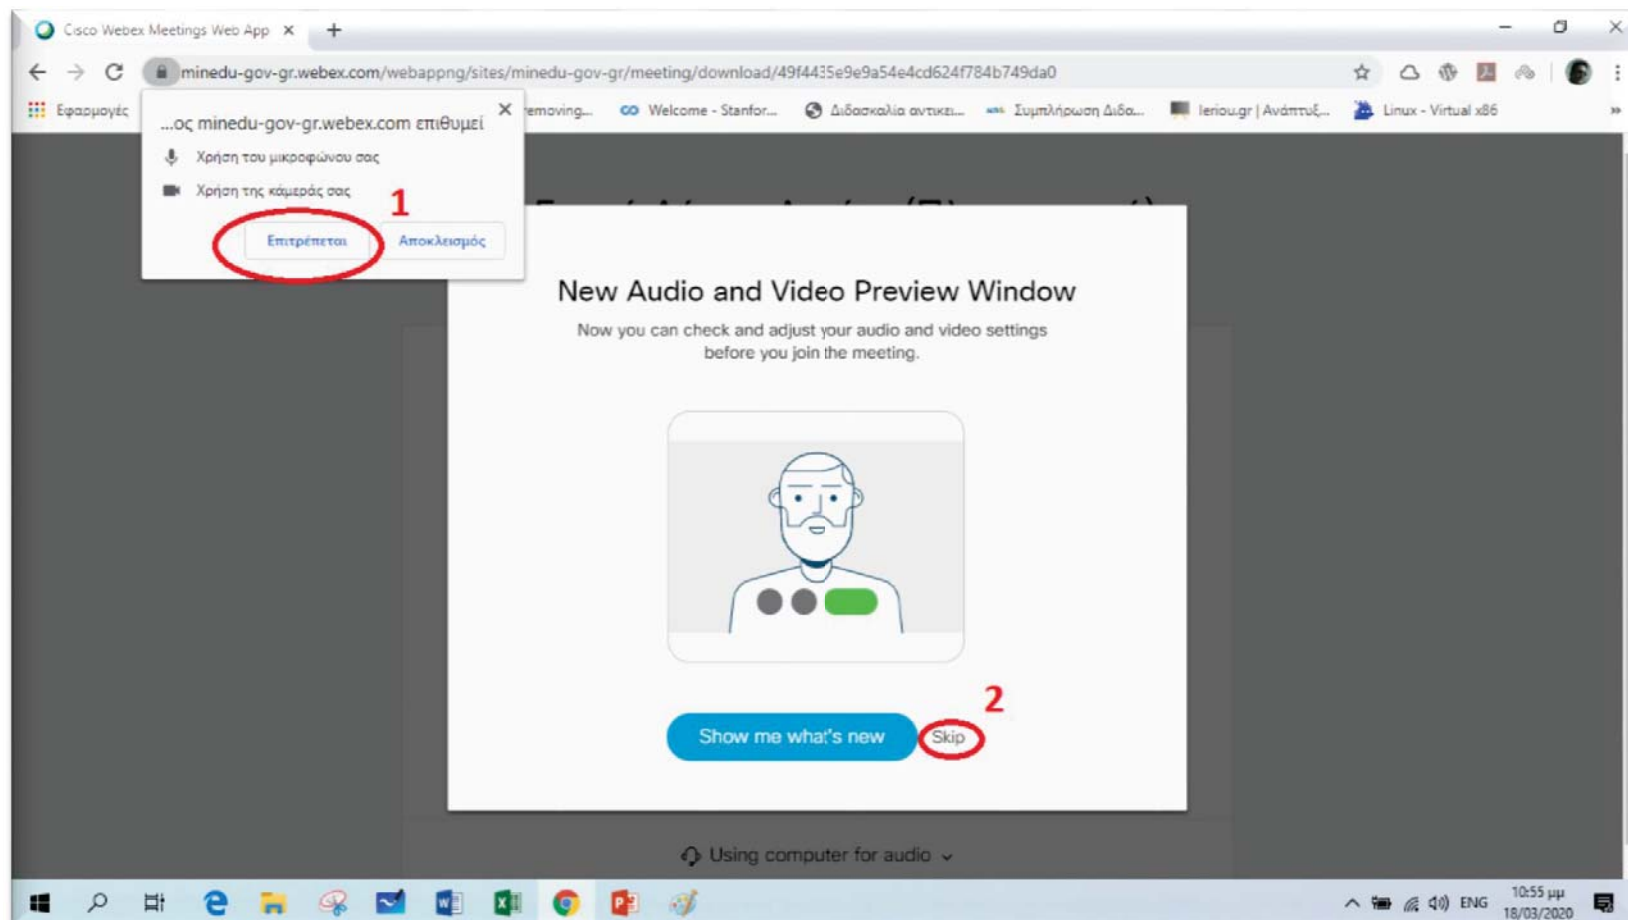 Cisco Webex Meetings Web App
minedu-gov-gr.webex.com/webappng/sites/minedu-gov-gr/meeting/download/49f4435e9e9a54e4cd624f784b749da0
Εφαρμογές
removing...
Welcome - Stanfor...
Διδασκαλία αντικει...
Συμπλήρωση Διδα...
leriou.gr | Ανάπτυξ...
Linux - Virtual x86
...ος minedu-gov-gr.webex.com επιθυμεί
Χρήση του μικροφώνου σας
Χρήση της κάμεράς σας
1
Επιτρέπεται
Αποκλεισμός
New Audio and Video Preview Window
Now you can check and adjust your audio and video settings
before you join the meeting.
2
Show me what's new
Skip
Using computer for audio
ENG
10:55 μμ
18/03/2020